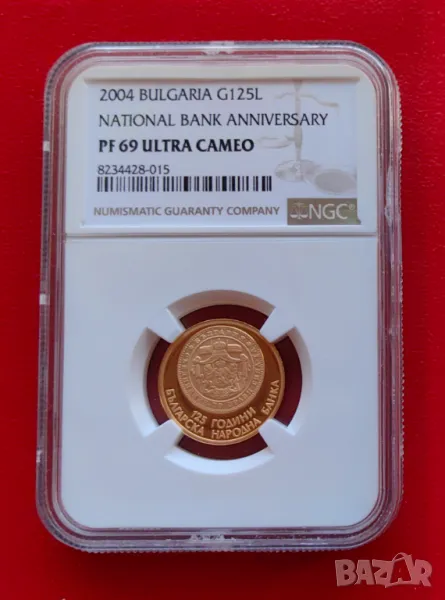 2004 BULGARIA G125L
NATIONAL BANK ANNIVERSARY
PF 69 ULTRA CAMEO
8234428-015
NUMISMATIC GUARANTY COMPANY
NGC
125 ГОДИНИ
БЪЛГАРСКА НАРОДНА БАНКА
BAZAR